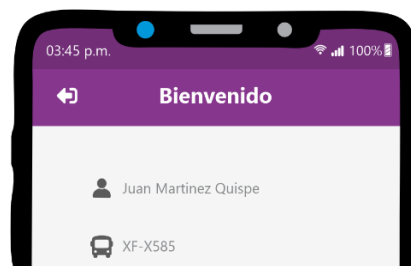 03:45 p.m. 100%
Bienvenido
Juan Martinez Quispe
XF-X585